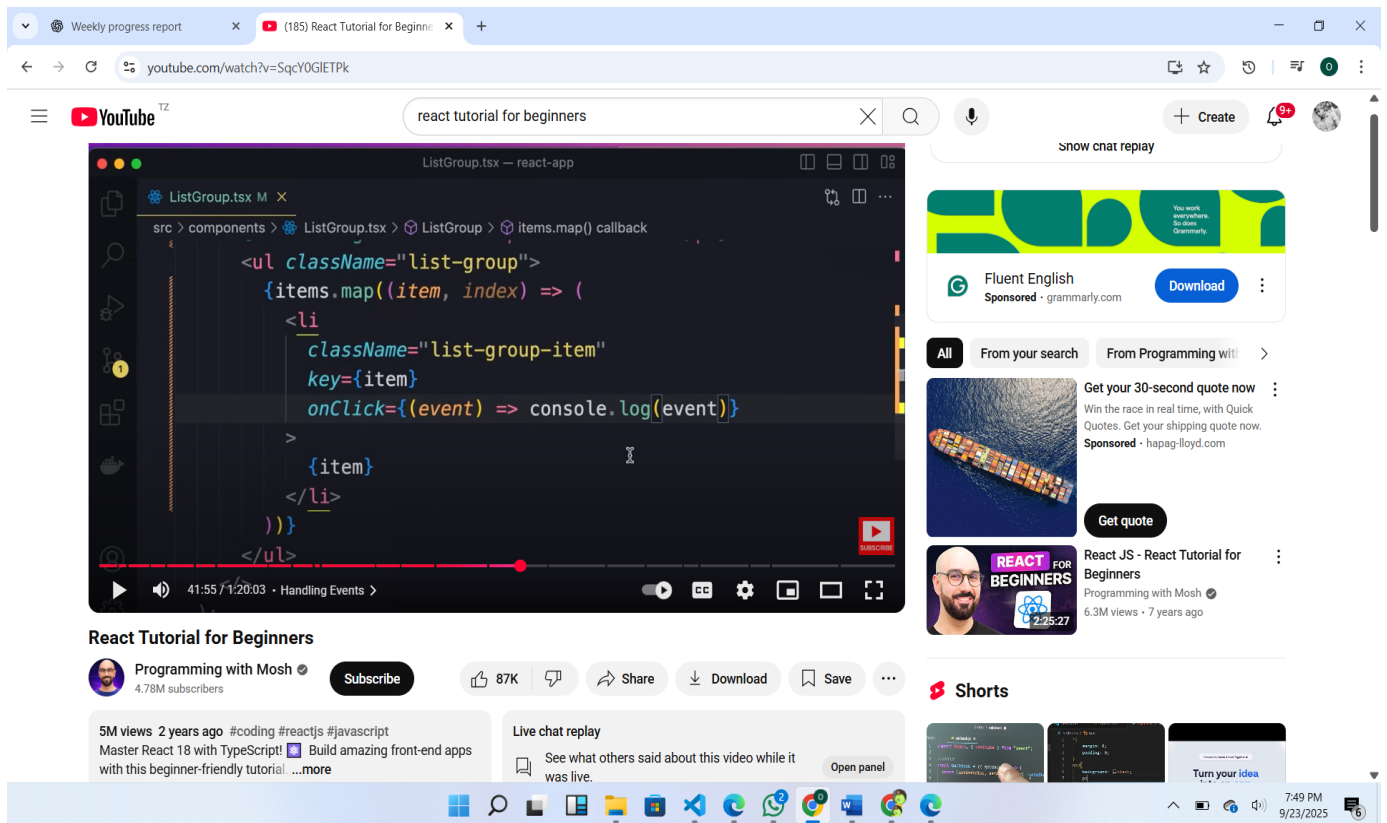 Weekly progress report
(185) React Tutorial for Beginne
youtube.com/watch?v=SqcY0GlETPk
O
YouTube TZ
react tutorial for beginners
Create
9+
ListGroup.tsx — react-app
ListGroup.tsx M
src > components > ListGroup.tsx > ListGroup > items.map() callback
<ul className="list-group">
{items.map((item, index) => (
<li
className="list-group-item"
key={item}
onClick={(event) => console.log(event)}
>
{item}
</li>
))}
</ul>
1
SUBSCRIBE
41:55 / 1:20:03 • Handling Events >
CC
React Tutorial for Beginners
Programming with Mosh
4.78M subscribers
Subscribe
87K
Share
Download
Save
5M views 2 years ago #coding #reactjs #javascript
Master React 18 with TypeScript! Build amazing front-end apps
with this beginner-friendly tutorial. ...more
Live chat replay
See what others said about this video while it
was live.
Open panel
Show chat replay
You work
everywhere.
So does
Grammarly.
Fluent English
Sponsored · grammarly.com
Download
All
From your search
From Programming with
Get your 30-second quote now
Win the race in real time, with Quick
Quotes. Get your shipping quote now.
Sponsored · hapag-lloyd.com
Get quote
REACT FOR
BEGINNERS
2:25:27
React JS - React Tutorial for
Beginners
Programming with Mosh
6.3M views · 7 years ago
Shorts
Turn your idea
2
O
7:49 PM
9/23/2025
6